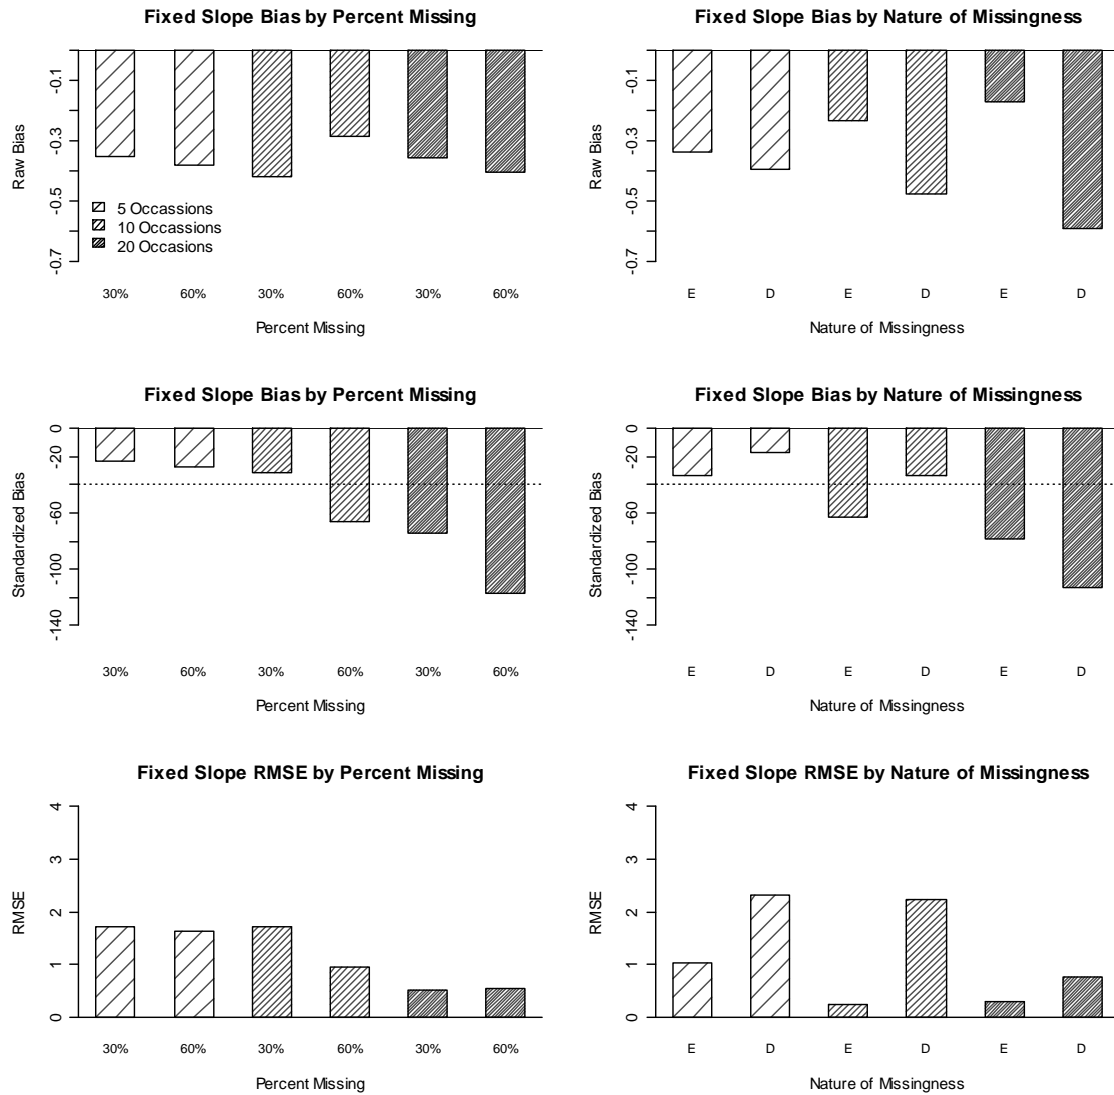 Fixed Slope Bias by Percent Missing
Raw Bias
-0.1
-0.3
-0.5
-0.7
5 Occassions
10 Occassions
20 Occasions
30% 60% 30% 60% 30% 60%
Percent Missing
Fixed Slope Bias by Nature of Missingness
Raw Bias
-0.1
-0.3
-0.5
-0.7
E D E D E D
Nature of Missingness
Fixed Slope Bias by Percent Missing
Standardized Bias
0
-20
-60
-100
-140
30% 60% 30% 60% 30% 60%
Percent Missing
Fixed Slope Bias by Nature of Missingness
Standardized Bias
0
-20
-60
-100
-140
E D E D E D
Nature of Missingness
Fixed Slope RMSE by Percent Missing
RMSE
4
3
2
1
0
30% 60% 30% 60% 30% 60%
Percent Missing
Fixed Slope RMSE by Nature of Missingness
RMSE
4
3
2
1
0
E D E D E D
Nature of Missingness